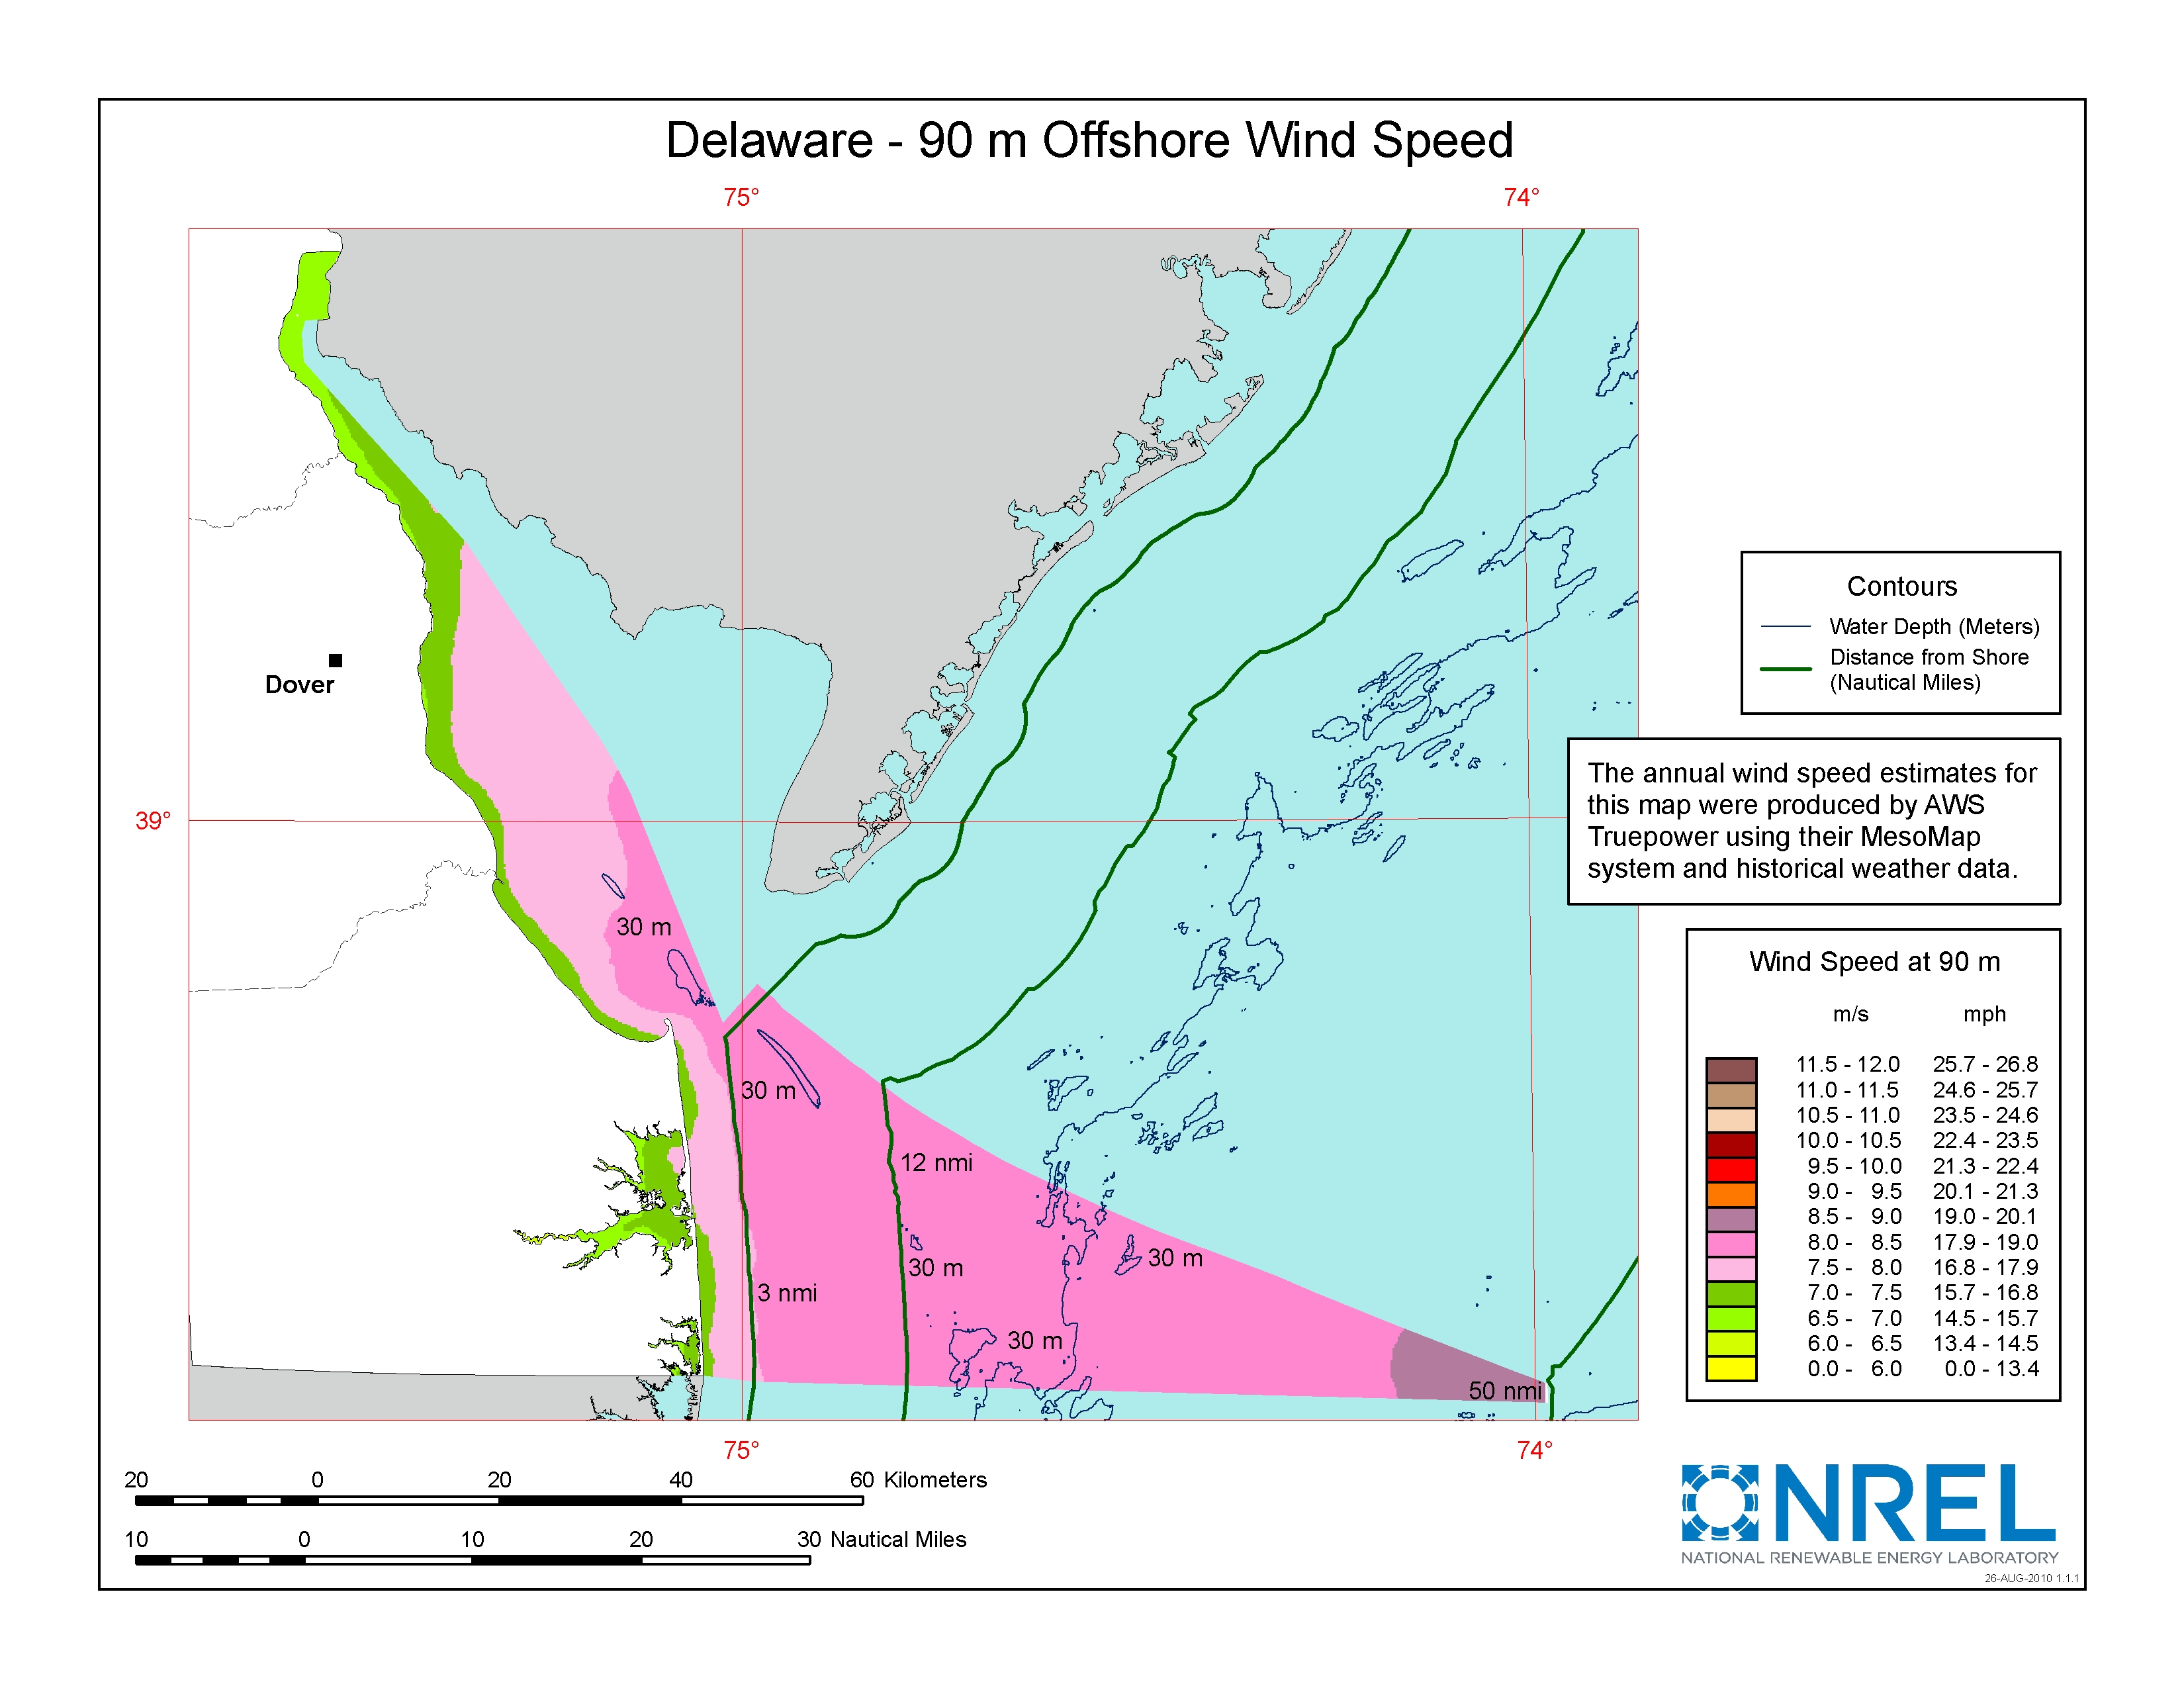 Delaware - 90 m Offshore Wind Speed
75°
74°
Dover
39°
30 m
30 m
12 nmi
30 m
30 m
3 nmi
30 m
50 nmi
75°
74°
Contours
Water Depth (Meters)
Distance from Shore
(Nautical Miles)
The annual wind speed estimates for
this map were produced by AWS
Truepower using their MesoMap
system and historical weather data.
Wind Speed at 90 m
m/s mph
11.5 - 12.0 25.7 - 26.8
11.0 - 11.5 24.6 - 25.7
10.5 - 11.0 23.5 - 24.6
10.0 - 10.5 22.4 - 23.5
9.5 - 10.0 21.3 - 22.4
9.0 - 9.5 20.1 - 21.3
8.5 - 9.0 19.0 - 20.1
8.0 - 8.5 17.9 - 19.0
7.5 - 8.0 16.8 - 17.9
7.0 - 7.5 15.7 - 16.8
6.5 - 7.0 14.5 - 15.7
6.0 - 6.5 13.4 - 14.5
0.0 - 6.0 0.0 - 13.4
20 0 20 40 60 Kilometers
10 0 10 20 30 Nautical Miles
NREL
NATIONAL RENEWABLE ENERGY LABORATORY
26-AUG-2010 1.1.1